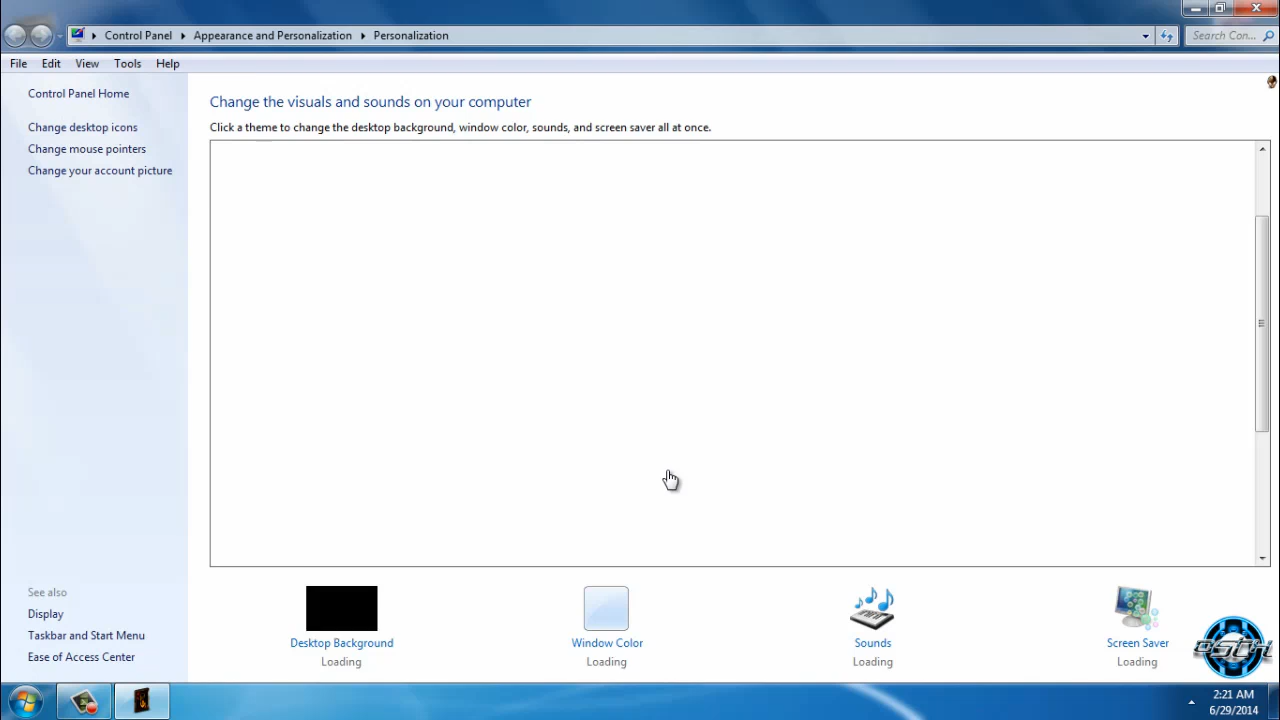 Control Panel Appearance and Personalization Personalization
Search Con...
File Edit View Tools Help
Control Panel Home
Change desktop icons
Change mouse pointers
Change your account picture
Change the visuals and sounds on your computer
Click a theme to change the desktop background, window color, sounds, and screen saver all at once.
See also
Display
Taskbar and Start Menu
Ease of Access Center
Desktop Background
Loading
Window Color
Loading
Sounds
Loading
Screen Saver
Loading
2:21 AM
6/29/2014